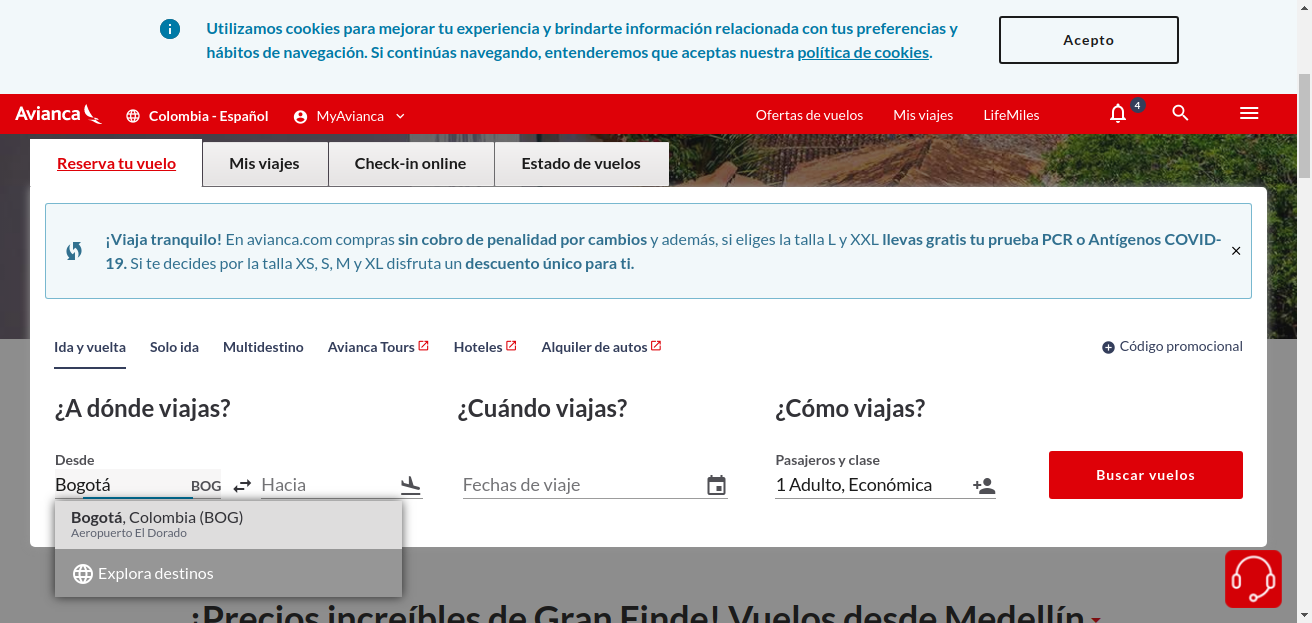 Utilizamos cookies para mejorar tu experiencia y brindarte información relacionada con tus preferencias y
hábitos de navegación. Si continúas navegando, entenderemos que aceptas nuestra política de cookies.
Acepto
Avianca
Colombia - Español
MyAvianca
Ofertas de vuelos
Mis viajes
LifeMiles
4
Reserva tu vuelo
Mis viajes
Check-in online
Estado de vuelos
¡Viaja tranquilo! En avianca.com compras sin cobro de penalidad por cambios y además, si eliges la talla L y XXL llevas gratis tu prueba PCR o Antígenos COVID-
19. Si te decides por la talla XS, S, M y XL disfruta un descuento único para ti.
Ida y vuelta
Solo ida
Multidestino
Avianca Tours
Hoteles
Alquiler de autos
Código promocional
¿A dónde viajas?
¿Cuándo viajas?
¿Cómo viajas?
Desde
Pasajeros y clase
Bogotá
BOG
Hacia
Fechas de viaje
1 Adulto, Económica
Buscar vuelos
Bogotá, Colombia (BOG)
Aeropuerto El Dorado
Explora destinos
¡Precios increíbles de Gran Finde! Vuelos desde Medellín